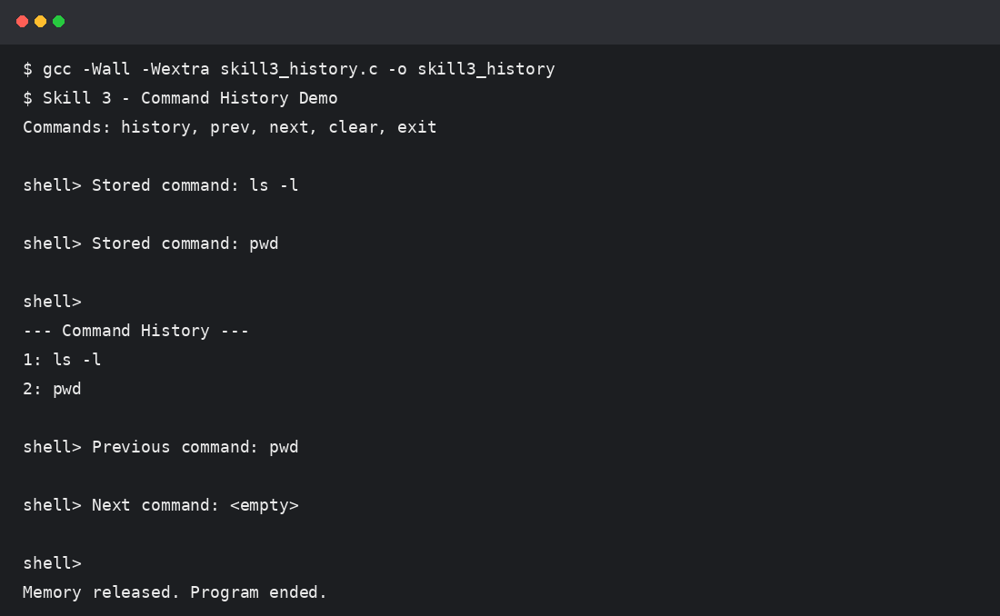 $ gcc -Wall -Wextra skill3_history.c -o skill3_history
$ Skill 3 - Command History Demo
Commands: history, prev, next, clear, exit
shell> Stored command: ls -l
shell> Stored command: pwd
shell>
--- Command History ---
1: ls -l
2: pwd
shell> Previous command: pwd
shell> Next command: <empty>
shell>
Memory released. Program ended.